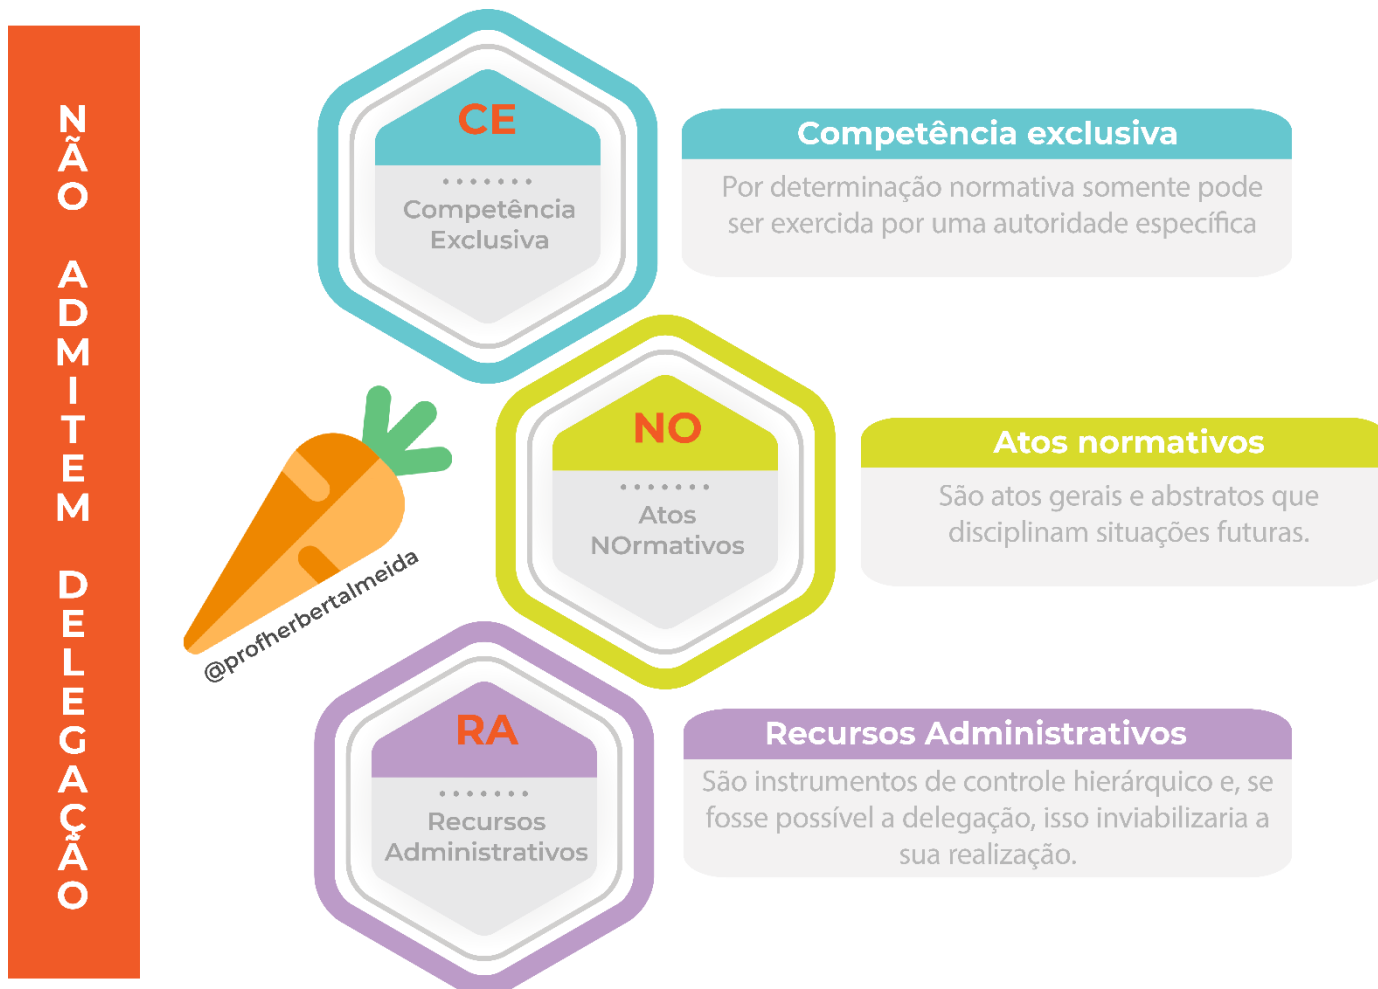 NÃO ADMITEM DELEGAÇÃO
CE
Competência
Exclusiva
Competência exclusiva
Por determinação normativa somente pode
ser exercida por uma autoridade específica
NO
Atos
NOrmativos
Atos normativos
São atos gerais e abstratos que
disciplinam situações futuras.
@profherbertalmeida
RA
Recursos
Administrativos
Recursos Administrativos
São instrumentos de controle hierárquico e, se
fosse possível a delegação, isso inviabilizaria a
sua realização.